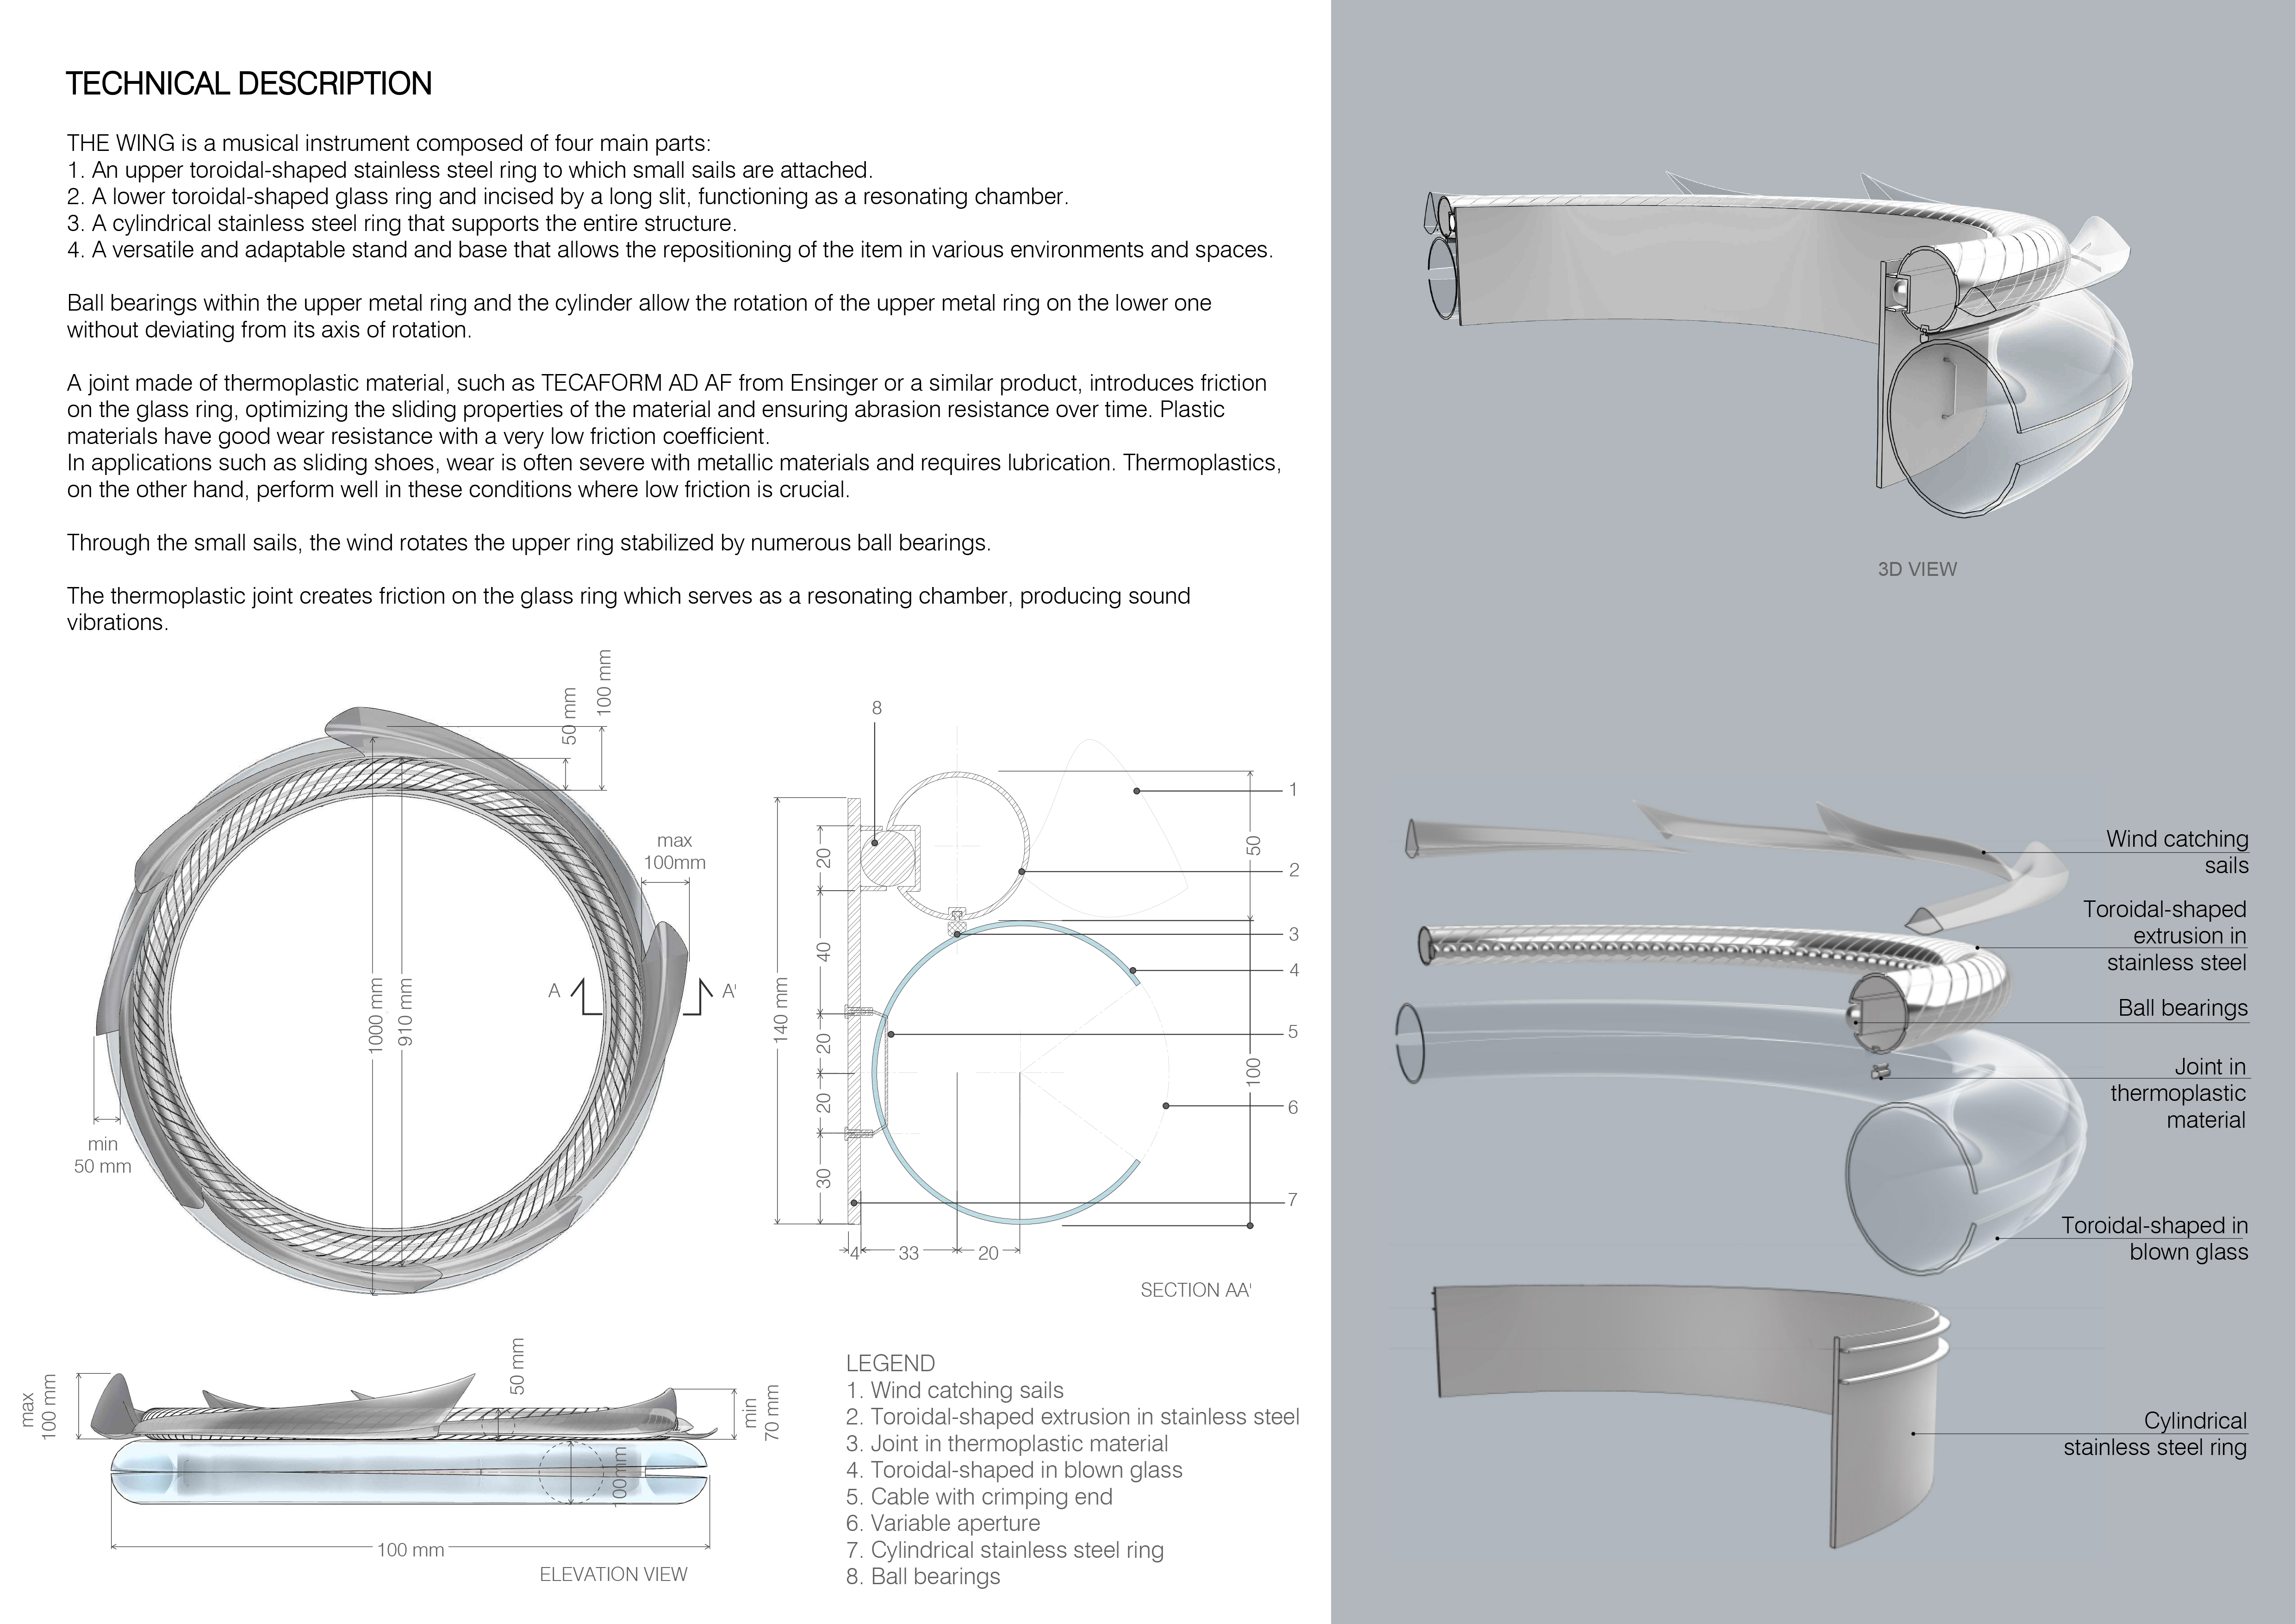 TECHNICAL DESCRIPTION
THE WING is a musical instrument composed of four main parts:
1. An upper toroidal-shaped stainless steel ring to which small sails are attached.
2. A lower toroidal-shaped glass ring and incised by a long slit, functioning as a resonating chamber.
3. A cylindrical stainless steel ring that supports the entire structure.
4. A versatile and adaptable stand and base that allows the repositioning of the item in various environments and spaces.
Ball bearings within the upper metal ring and the cylinder allow the rotation of the upper metal ring on the lower one
without deviating from its axis of rotation.
A joint made of thermoplastic material, such as TECAFORM AD AF from Ensinger or a similar product, introduces friction
on the glass ring, optimizing the sliding properties of the material and ensuring abrasion resistance over time. Plastic
materials have good wear resistance with a very low friction coefficient.
In applications such as sliding shoes, wear is often severe with metallic materials and requires lubrication. Thermoplastics,
on the other hand, perform well in these conditions where low friction is crucial.
Through the small sails, the wind rotates the upper ring stabilized by numerous ball bearings.
The thermoplastic joint creates friction on the glass ring which serves as a resonating chamber, producing sound
vibrations.
50 mm
100 mm
max
100mm
1000 mm
910 mm
A
A'
min
50 mm
8
1
2
3
4
5
6
7
140 mm
20
40
20
20
30
50
100
4
33
20
SECTION AA'
max
100 mm
50 mm
100mm
min
70 mm
100 mm
ELEVATION VIEW
LEGEND
1. Wind catching sails
2. Toroidal-shaped extrusion in stainless steel
3. Joint in thermoplastic material
4. Toroidal-shaped in blown glass
5. Cable with crimping end
6. Variable aperture
7. Cylindrical stainless steel ring
8. Ball bearings
3D VIEW
Wind catching
sails
Toroidal-shaped
extrusion in
stainless steel
Ball bearings
Joint in
thermoplastic
material
Toroidal-shaped in
blown glass
Cylindrical
stainless steel ring